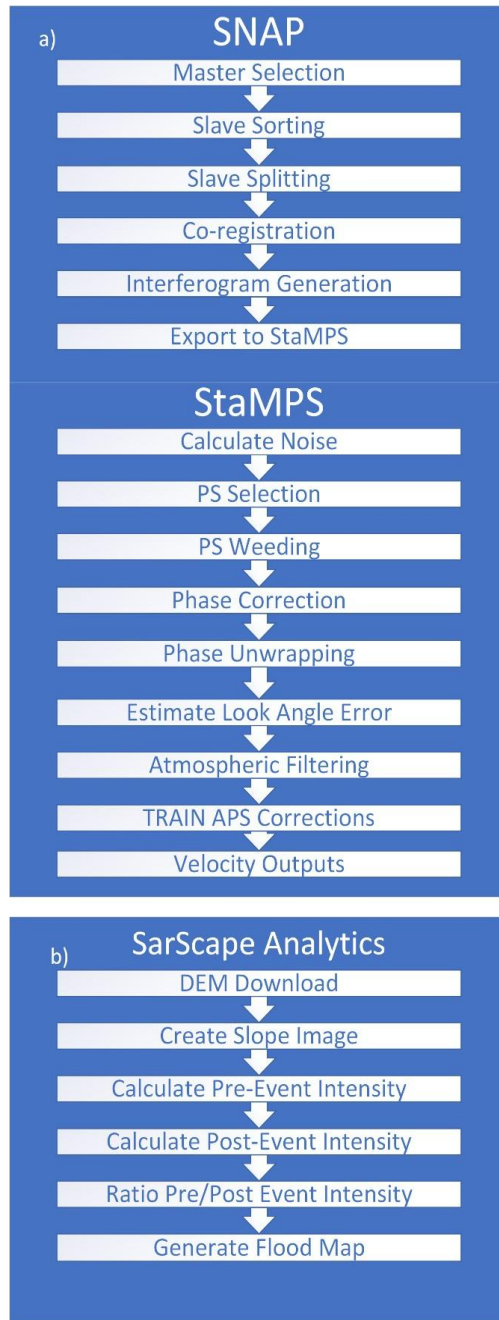 a)
SNAP
Master Selection
Slave Sorting
Slave Splitting
Co-registration
Interferogram Generation
Export to StaMPS
StaMPS
Calculate Noise
PS Selection
PS Weeding
Phase Correction
Phase Unwrapping
Estimate Look Angle Error
Atmospheric Filtering
TRAIN APS Corrections
Velocity Outputs
b)
SarScape Analytics
DEM Download
Create Slope Image
Calculate Pre-Event Intensity
Calculate Post-Event Intensity
Ratio Pre/Post Event Intensity
Generate Flood Map